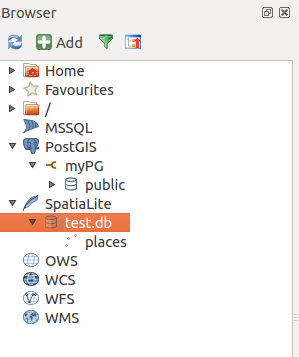 Browser
Add
Home
Favourites
/
MSSQL
PostGIS
myPG
public
SpatiaLite
test.db
places
OWS
WCS
WFS
WMS